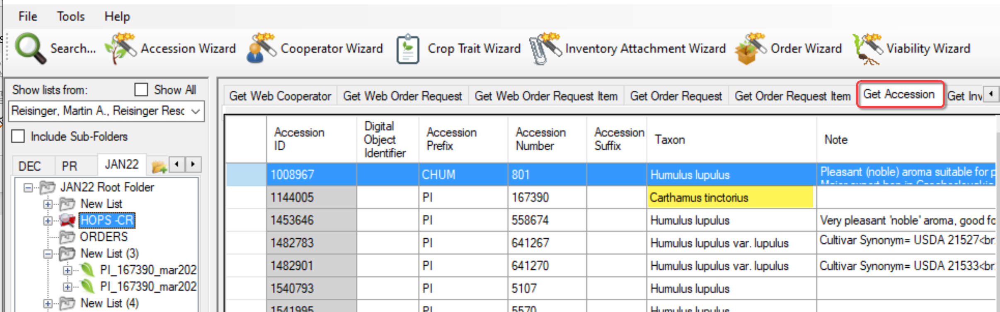 File Tools Help
Search... Accession Wizard Cooperator Wizard Crop Trait Wizard Inventory Attachment Wizard Order Wizard Viability Wizard
Show lists from: Show All
Reisinger, Martin A., Reisinger Resc
Include Sub-Folders
DEC PR JAN22
JAN22 Root Folder
New List
HOPS -CR
ORDERS
New List (3)
PI_167390_mar202
PI_167390_mar202
New List (4)
Get Web Cooperator Get Web Order Request Get Web Order Request Item Get Order Request Get Order Request Item Get Accession Get Inv
Accession ID Digital Object Identifier Accession Prefix Accession Number Accession Suffix Taxon Note
1008967 CHUM 801 Humulus lupulus Pleasant (noble) aroma suitable for p
1144005 PI 167390 Carthamus tinctorius
1453646 PI 558674 Humulus lupulus Very pleasant 'noble' aroma, good fo
1482783 PI 641267 Humulus lupulus var. lupulus Cultivar Synonym= USDA 21527<br
1482901 PI 641270 Humulus lupulus var. lupulus Cultivar Synonym= USDA 21533<br
1540793 PI 5107 Humulus lupulus
1541995 PI 5570 Humulus lupulus